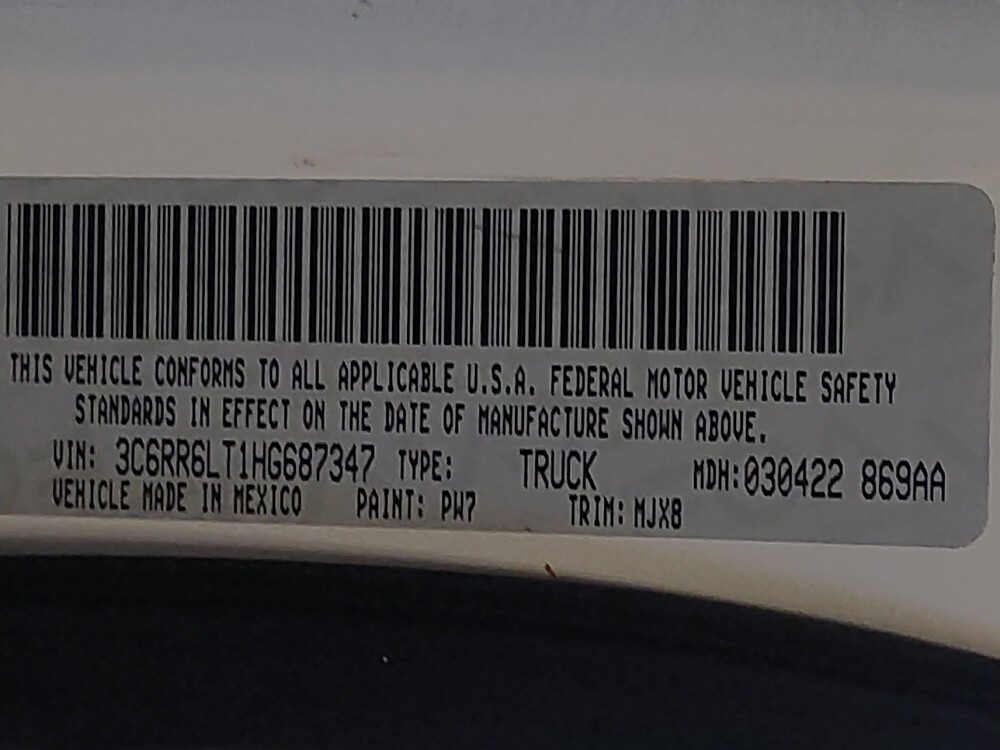 THIS VEHICLE CONFORMS TO ALL APPLICABLE U.S.A. FEDERAL MOTOR VEHICLE SAFETY
STANDARDS IN EFFECT ON THE DATE OF MANUFACTURE SHOWN ABOVE.
VIN: 3C6RR6LT1HG687347 TYPE: TRUCK MDH:030422 869AA
VEHICLE MADE IN MEXICO PAINT: PW7 TRIM: MJX8